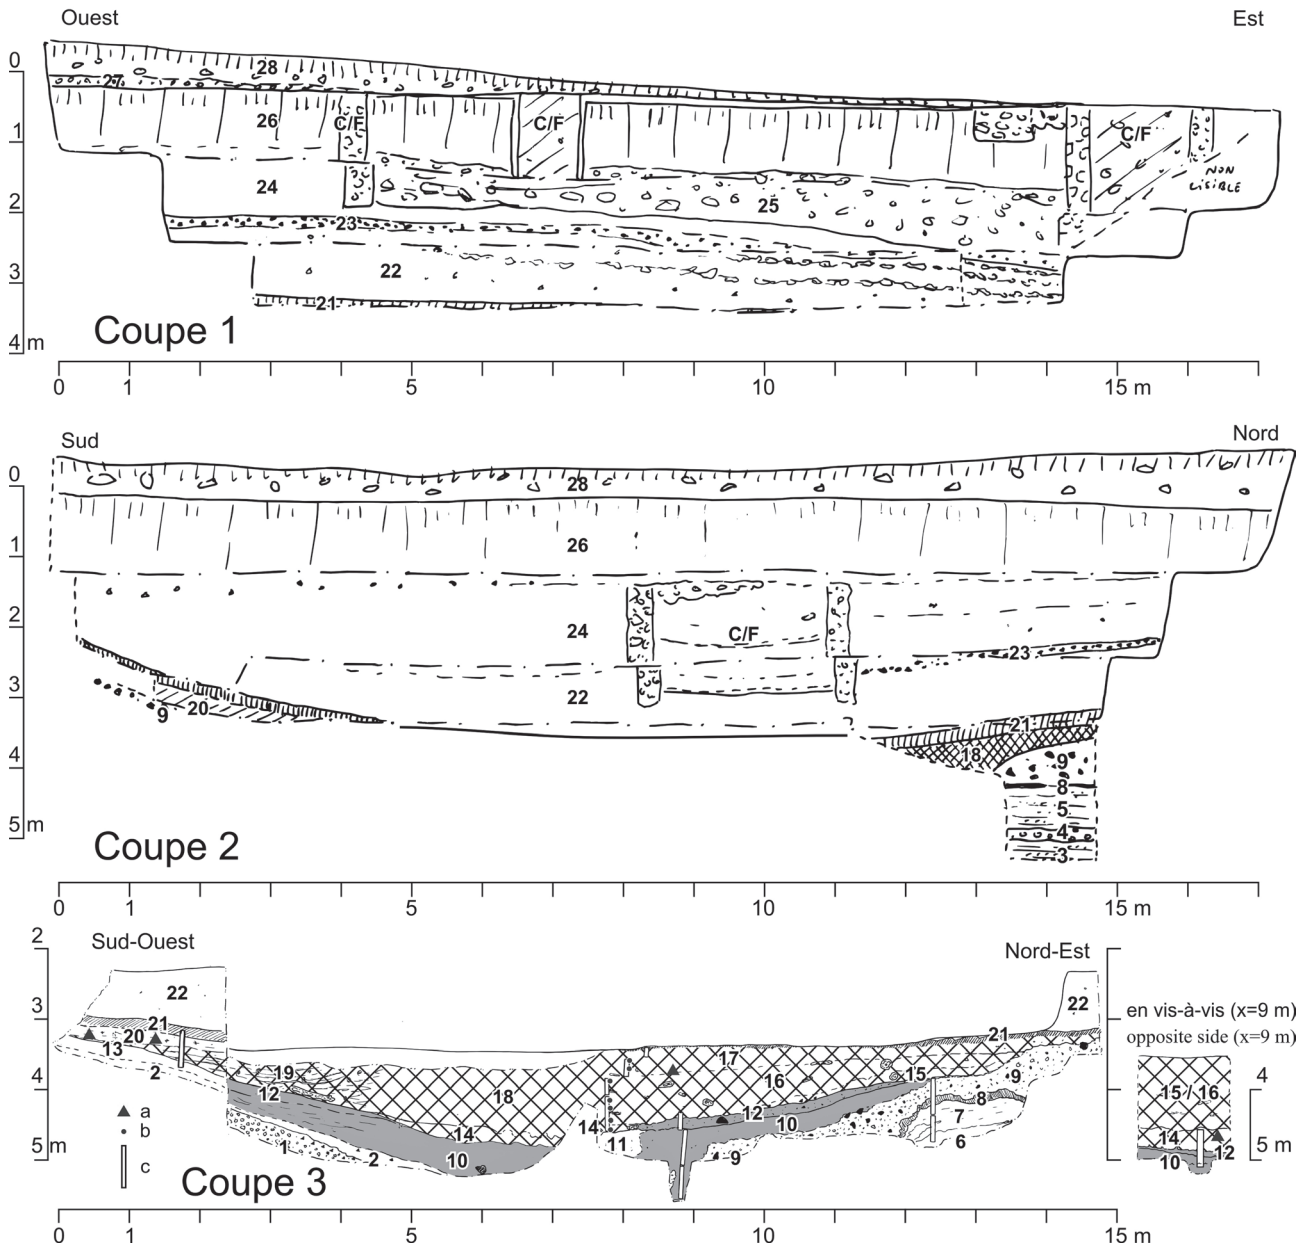 Ouest Est
0
1
2
3
4 m
28
27
26 C/F C/F C/F
24 25 NON LISIBLE
23
22
21
Coupe 1
0 1 5 10 15 m
Sud Nord
0
1
2
3
4
5 m
28
26
24 C/F 23
22
20
9
21
18 9
8
5
4
3
Coupe 2
0 1 5 10 15 m
Sud-Ouest Nord-Est
2
3
4
5 m
22 22
21 21
20
13
2
19 17
12 18 16 15 9
12 8
14 14 10 7
11 6
1 2 10 9
a
b
c
en vis-à-vis (x=9 m)
opposite side (x=9 m)
15 / 16 4
14
10 12 5 m
Coupe 3
0 1 5 10 15 m